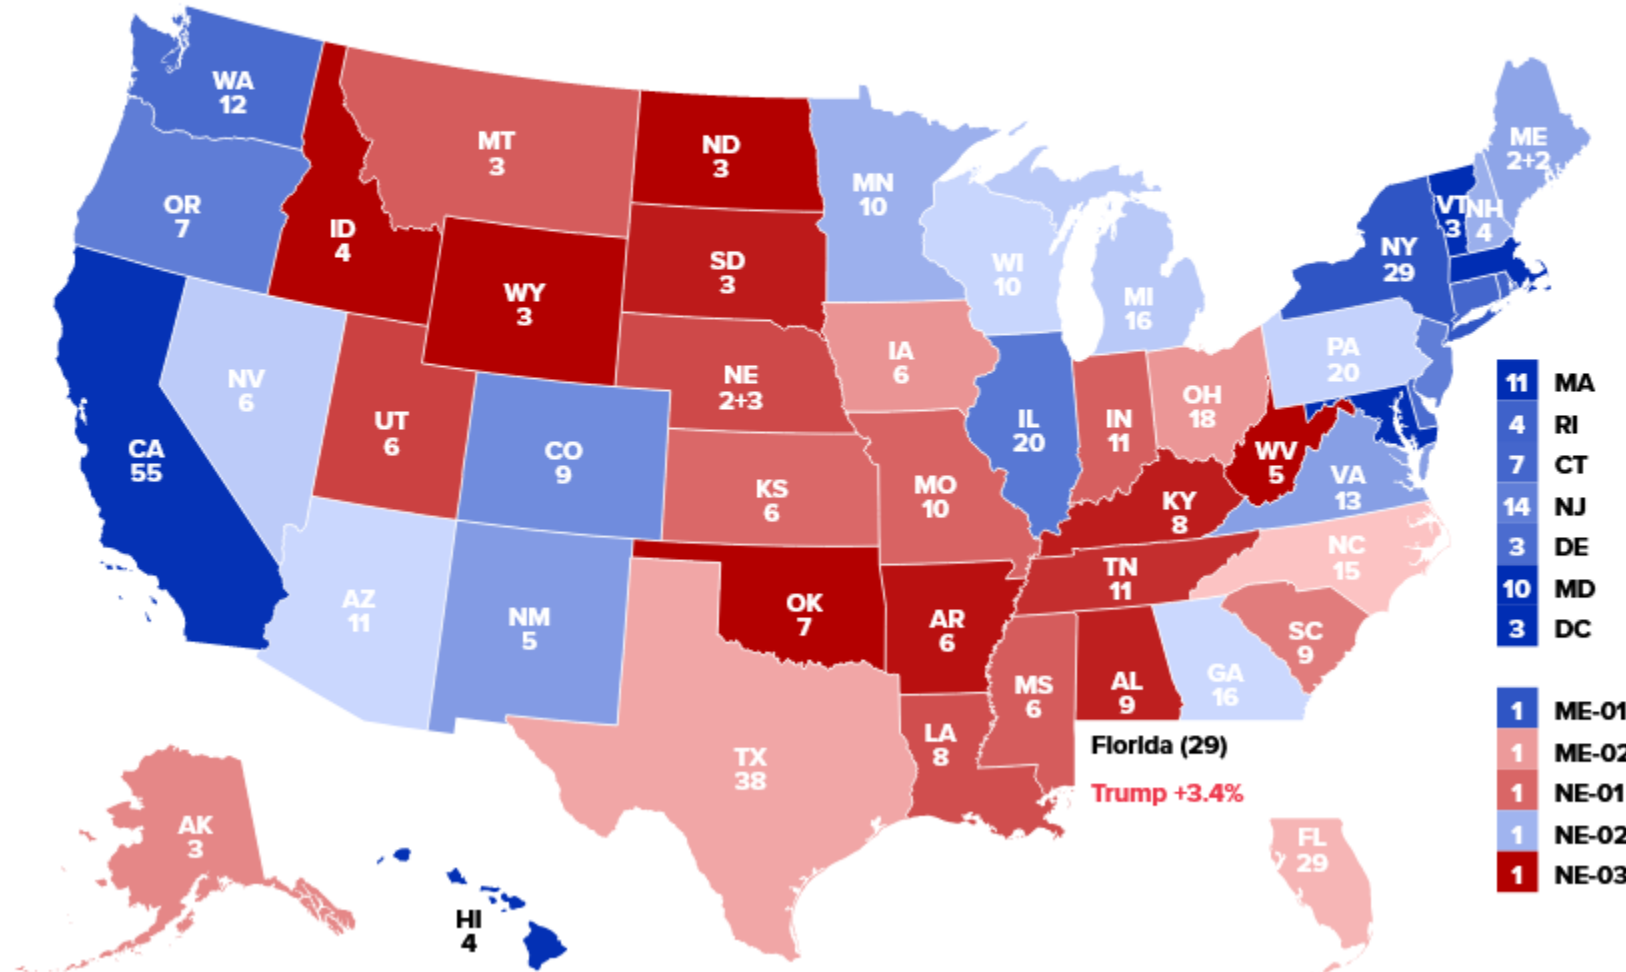 WA
12
MT
3
ND
3
MN
10
ME
2+2
OR
7
ID
4
VT
3
NH
4
WY
3
SD
3
WI
10
MI
16
NY
29
NV
6
UT
6
NE
2+3
IA
6
PA
20
CA
55
CO
9
KS
6
MO
10
IL
20
IN
11
OH
18
WV
5
VA
13
KY
8
NC
15
AZ
11
NM
5
OK
7
AR
6
TN
11
SC
9
TX
38
LA
8
MS
6
AL
9
GA
16
Florida (29)
Trump +3.4%
AK
3
HI
4
FL
29
11 MA
4 RI
7 CT
14 NJ
3 DE
10 MD
3 DC
1 ME-01
1 ME-02
1 NE-01
1 NE-02
1 NE-03